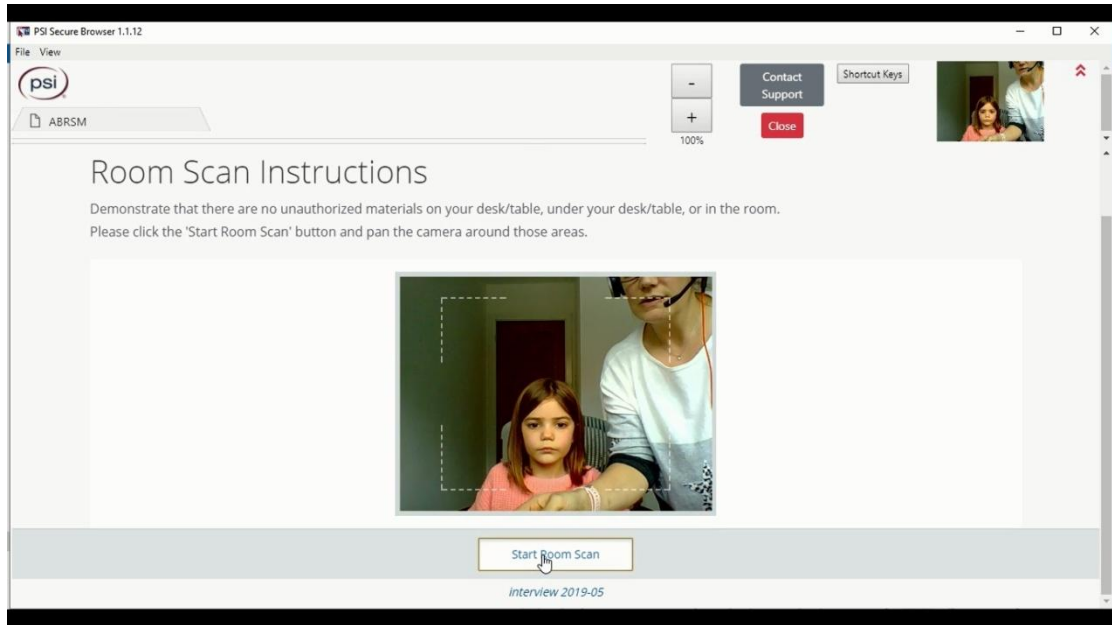 PSI Secure Browser 1.1.12
File View
psi
ABRSM
-
+
100%
Contact
Support
Close
Shortcut Keys
Room Scan Instructions
Demonstrate that there are no unauthorized materials on your desk/table, under your desk/table, or in the room.
Please click the 'Start Room Scan' button and pan the camera around those areas.
Start Room Scan
interview 2019-05